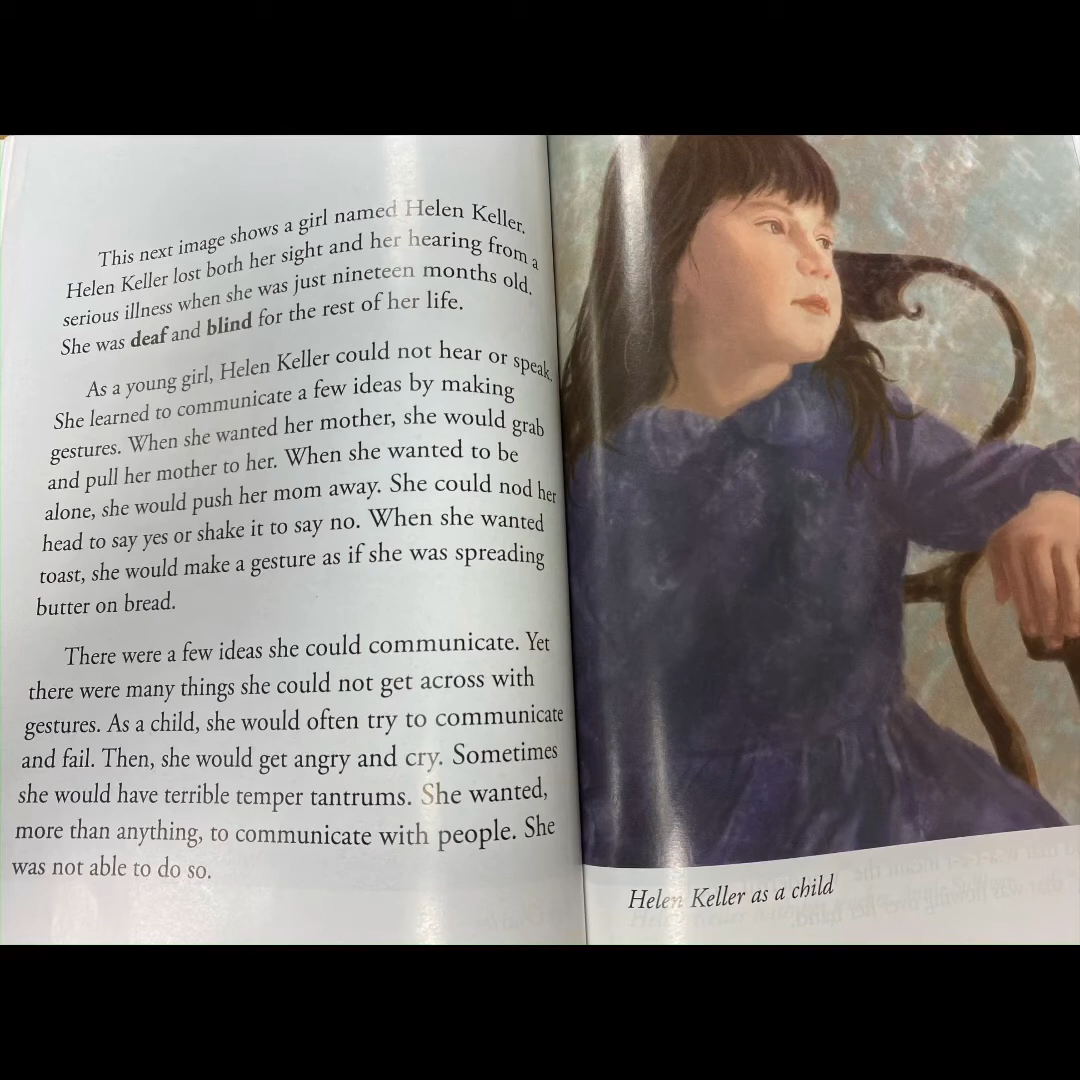 This next image shows a girl named Helen Keller.
Helen Keller lost both her sight and her hearing from a
serious illness when she was just nineteen months old.
She was deaf and blind for the rest of her life.
As a young girl, Helen Keller could not hear or speak.
She learned to communicate a few ideas by making
gestures. When she wanted her mother, she would grab
and pull her mother to her. When she wanted to be
alone, she would push her mom away. She could nod her
head to say yes or shake it to say no. When she wanted
toast, she would make a gesture as if she was spreading
butter on bread.
There were a few ideas she could communicate. Yet
there were many things she could not get across with
gestures. As a child, she would often try to communicate
and fail. Then, she would get angry and cry. Sometimes
she would have terrible temper tantrums. She wanted,
more than anything, to communicate with people. She
was not able to do so.
Helen Keller as a child